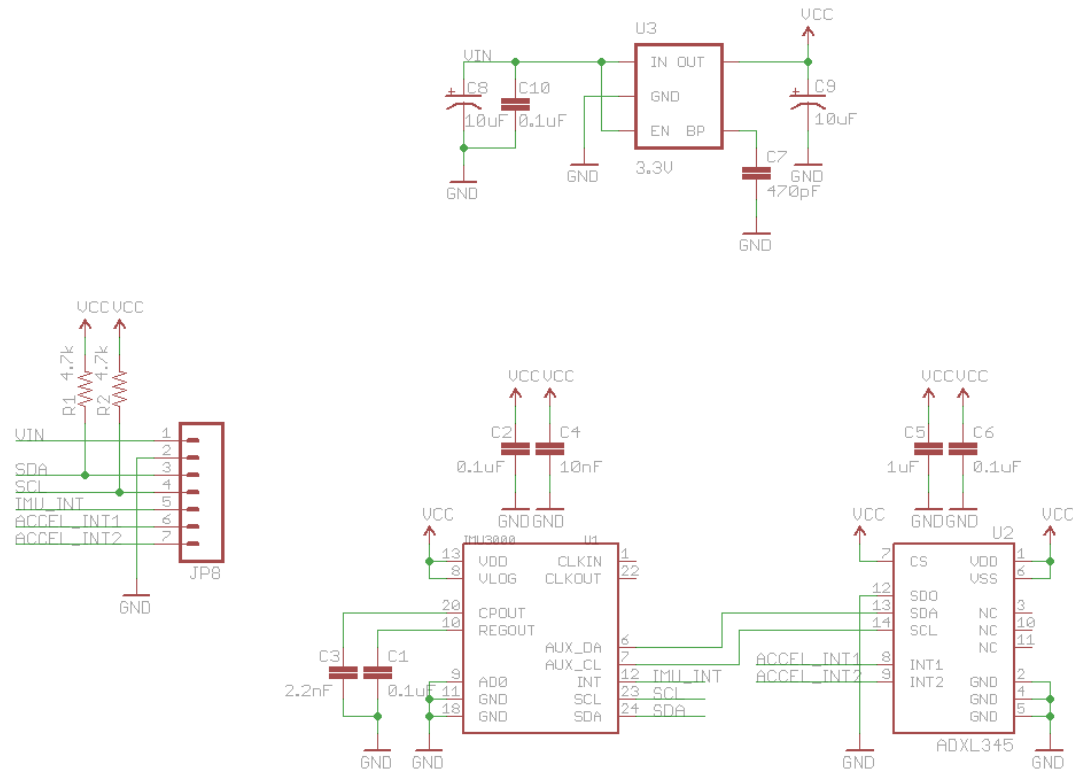 VCC
U3
VIN
IN OUT
C8
C10
C9
GND
10uF
0.1uF
10uF
EN BP
C7
3.3V
GND
GND
GND
470pF
GND
VCC VCC
4.7k
4.7k
R1
R2
VCC VCC
VCC VCC
VIN
1
2
SDA
3
SCL
4
IMU_INT
5
ACCEL_INT1
6
ACCEL_INT2
7
JP8
GND
C2
C4
0.1uF
10nF
GND GND
C5
C6
1uF
0.1uF
GND GND
VCC
IMU3000
U1
13
VDD
CLKIN
1
8
VLOG
CLKOUT
22
20
CPOUT
10
REGOUT
AUX_DA
6
AUX_CL
7
C3
C1
2.2nF
0.1uF
9
AD0
INT
12
IMU_INT
11
GND
SCL
23
SCL
18
GND
SDA
24
SDA
GND
GND
VCC
VCC
U2
7
CS
VDD
1
VSS
6
12
SDO
13
SDA
NC
3
14
SCL
NC
10
NC
11
ACCEL_INT1
8
INT1
ACCEL_INT2
9
INT2
GND
2
GND
4
GND
5
ADXL345
GND
GND